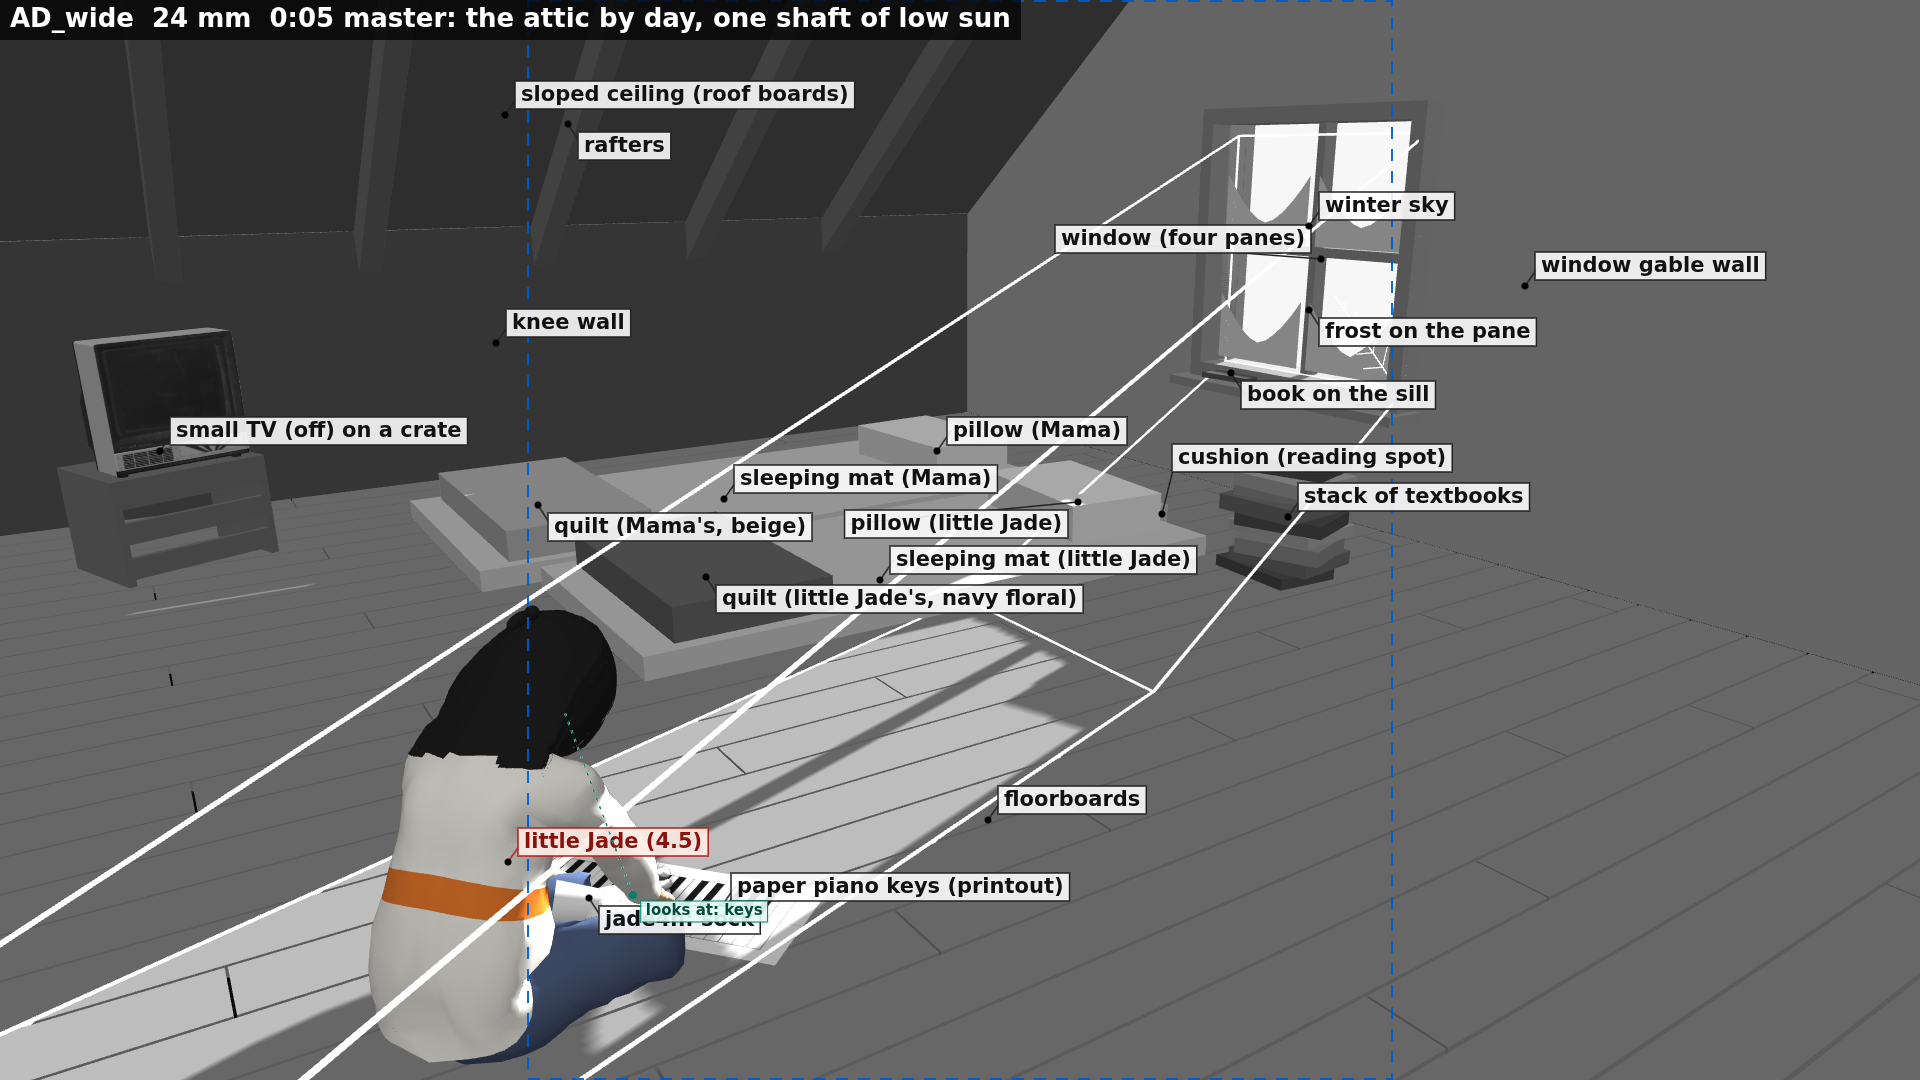 AD_wide 24 mm 0:05 master: the attic by day, one shaft of low sun
sloped ceiling (roof boards)
rafters
winter sky
window (four panes)
window gable wall
knee wall
frost on the pane
book on the sill
small TV (off) on a crate
pillow (Mama)
cushion (reading spot)
sleeping mat (Mama)
stack of textbooks
quilt (Mama's, beige)
pillow (little Jade)
sleeping mat (little Jade)
quilt (little Jade's, navy floral)
floorboards
little Jade (4.5)
paper piano keys (printout)
looks at: keys
sock